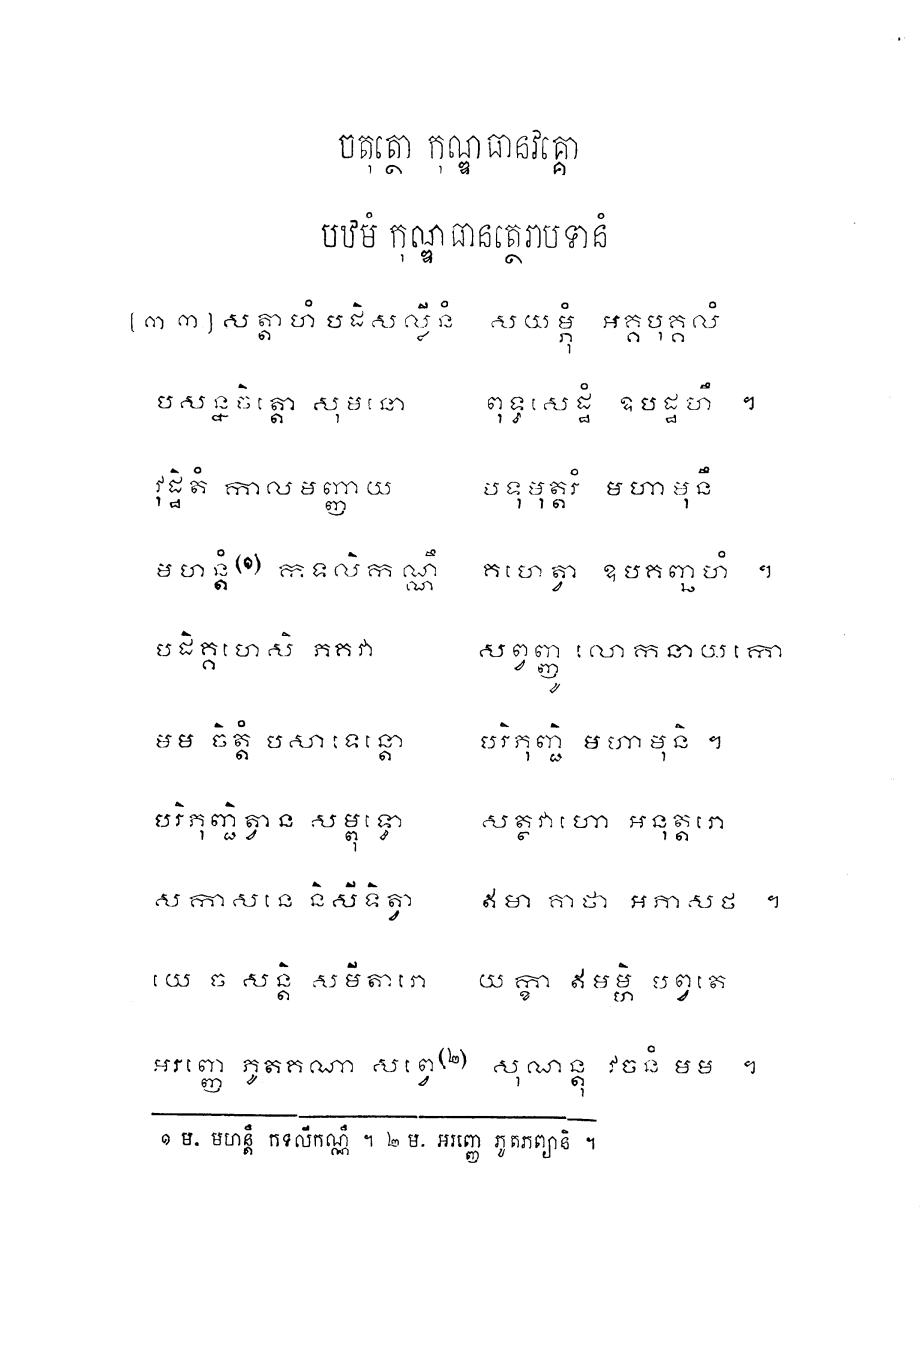 ចតុត្ថោ កុណ្ឌធានវគ្គោ
បឋមំ កុណ្ឌធានត្ថេរាបទានំ
[៣៣] សត្តាហំ បដិសល្លីនំ សយម្ភុំ អគ្គបុគ្គលំ
បសន្នចិត្តោ សុមនោ ពុទ្ធសេដ្ឋំ ឧបដ្ឋហឹ ។
វុដ្ឋិតំ កាលមញ្ញាយ បទុមុត្តរំ មហាមុនឹ
មហន្តំ(១) កទលិកណ្ណឹ គហេត្វា ឧបគញ្ឆហំ ។
បដិគ្គហេសិ ភគវា សព្វញ្ញូ លោកនាយកោ
មម ចិត្តំ បសាទេន្តោ បរិភុញ្ជិ មហាមុនិ ។
បរិភុញ្ជិត្វាន សម្ពុទ្ធោ សត្ថវាហោ អនុត្តរោ
សកាសនេ និសីទិត្វា ឥមា គាថា អភាសថ ។
យេ ច សន្តិ សមីតារោ យក្ខា ឥមម្ហិ បព្វតេ
អរញ្ញេ ភូតគណា សព្វេ(២) សុណន្តុ វចនំ មម ។
១ ម. មហន្តឹ កទលីកណ្ណឹ ។ ២ ម. អរញ្ញេ ភូតភព្យានិ ។